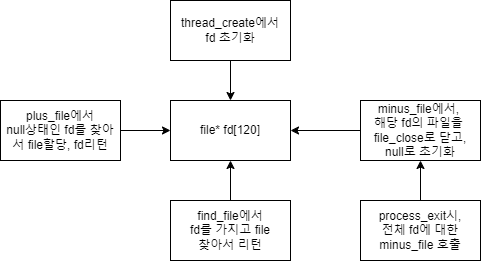 thread_create에서
fd 초기화
plus_file에서
null상태인 fd를 찾아
서 file할당, fd리턴
file* fd[120]
minus_file에서,
해당 fd의 파일을
file_close로 닫고,
null로 초기화
find_file에서
fd를 가지고 file
찾아서 리턴
process_exit시,
전체 fd에 대한
minus_file 호출